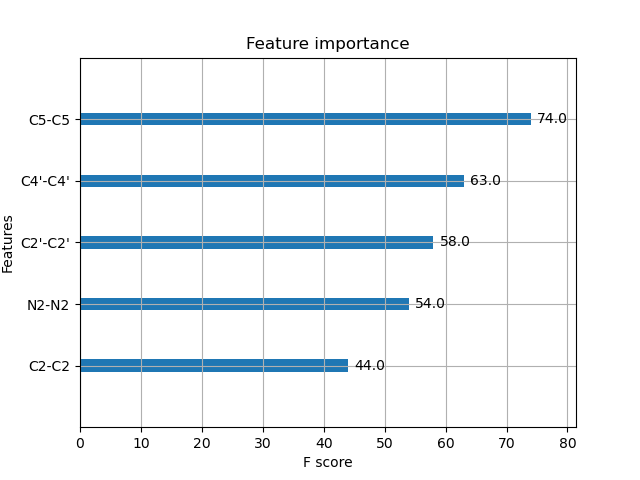 Feature importance
C5-C5
74.0
C4'-C4'
63.0
C2'-C2'
58.0
N2-N2
54.0
C2-C2
44.0
Features
0 10 20 30 40 50 60 70 80
F score